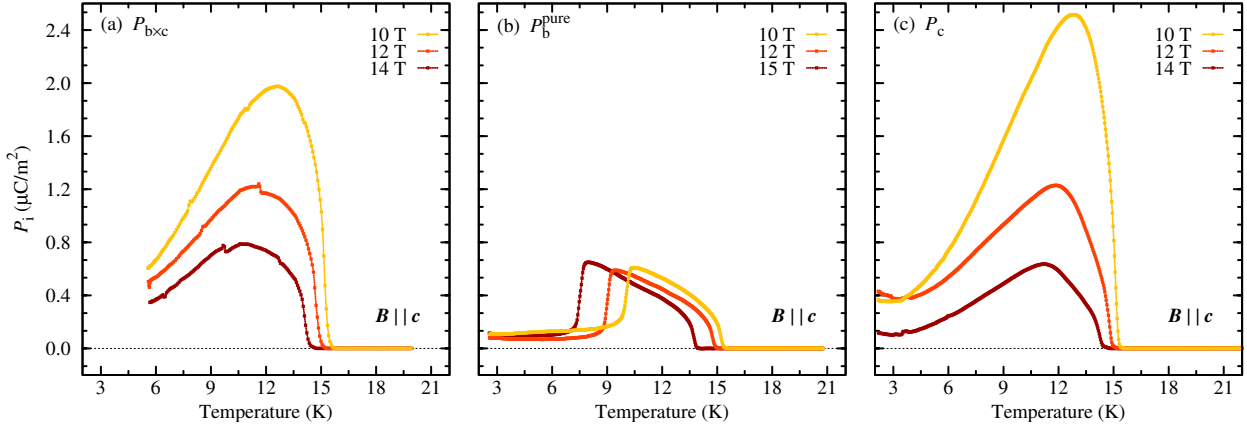 (a) P_b×c
10 T
12 T
14 T
B || c
P_i (μC/m²)
2.4
2.0
1.6
1.2
0.8
0.4
0.0
3 6 9 12 15 18 21
Temperature (K)
(b) P_b^pure
10 T
12 T
15 T
B || c
3 6 9 12 15 18 21
Temperature (K)
(c) P_c
10 T
12 T
14 T
B || c
3 6 9 12 15 18 21
Temperature (K)